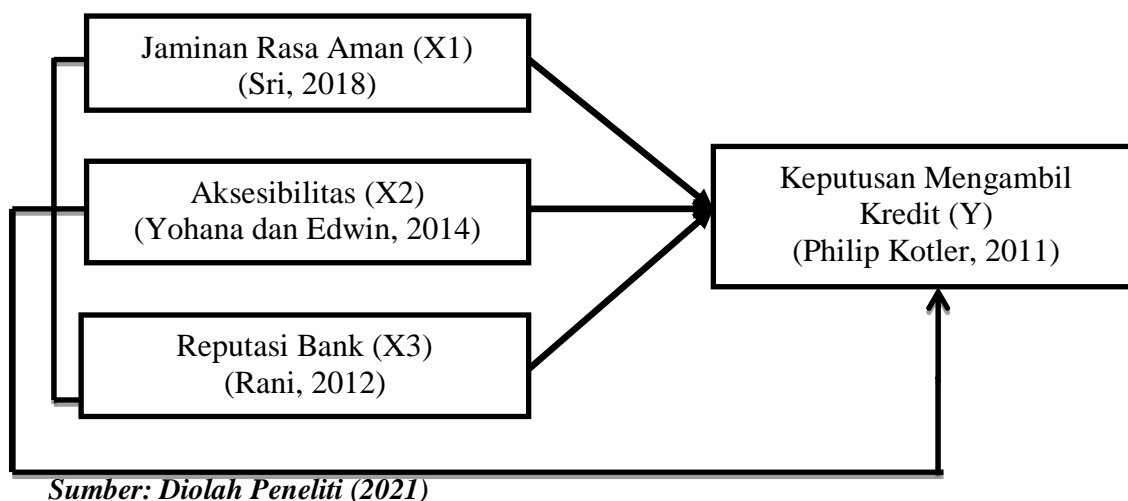 Jaminan Rasa Aman (X1)
(Sri, 2018)
Aksesibilitas (X2)
(Yohana dan Edwin, 2014)
Reputasi Bank (X3)
(Rani, 2012)
Keputusan Mengambil
Kredit (Y)
(Philip Kotler, 2011)
Sumber: Diolah Peneliti (2021)